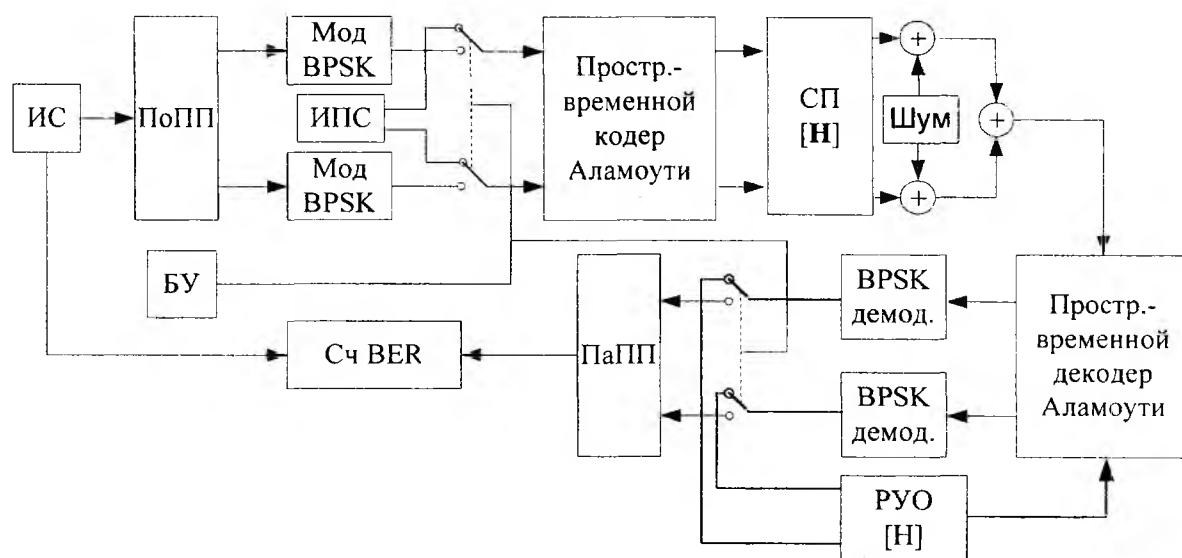 ИС
ПоПП
Мод
BPSK
ИПС
Мод
BPSK
Простр.-
временной
кодер
Аламоути
СП
[H]
+
Шум
+
+
БУ
Сч BER
ПаПП
BPSK
демод.
BPSK
демод.
РУО
[H]
Простр.-
временной
декодер
Аламоути